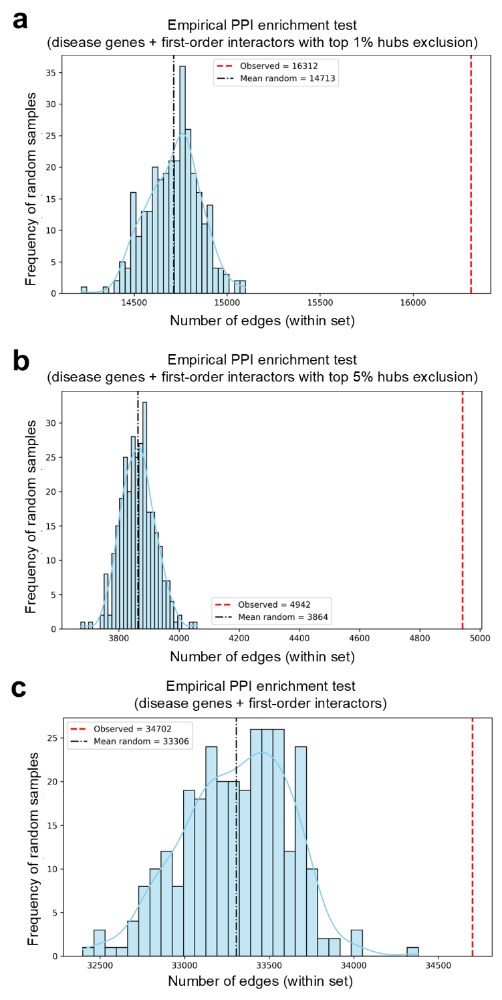 a
Empirical PPI enrichment test
(disease genes + first-order interactors with top 1% hubs exclusion)
Observed = 16312
Mean random = 14713
Frequency of random samples
35
30
25
20
15
10
5
0
14500 15000 15500 16000
Number of edges (within set)
b
Empirical PPI enrichment test
(disease genes + first-order interactors with top 5% hubs exclusion)
Frequency of random samples
30
25
20
15
10
5
0
Observed = 4942
Mean random = 3864
3800 4000 4200 4400 4600 4800 5000
Number of edges (within set)
c
Empirical PPI enrichment test
(disease genes + first-order interactors)
Observed = 34702
Mean random = 33306
Frequency of random samples
25
20
15
10
5
0
32500 33000 33500 34000 34500
Number of edges (within set)